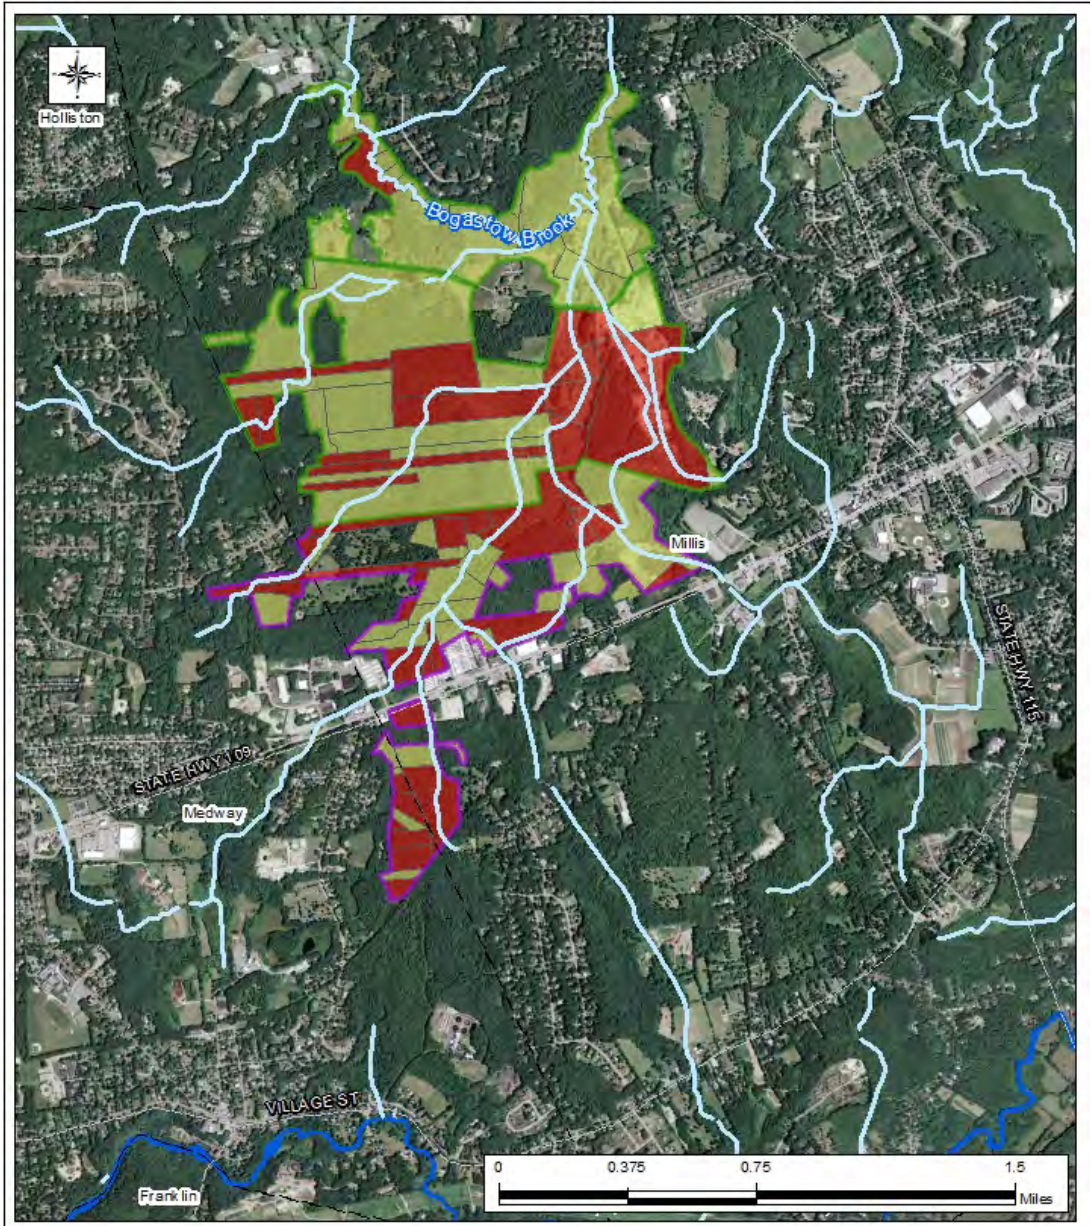 Holliston
Bogastow Brook
Millis
STATE HWY 115
STATE HWY 109
Medway
VILLAGE ST
Franklin
0 0.375 0.75 1.5
Miles